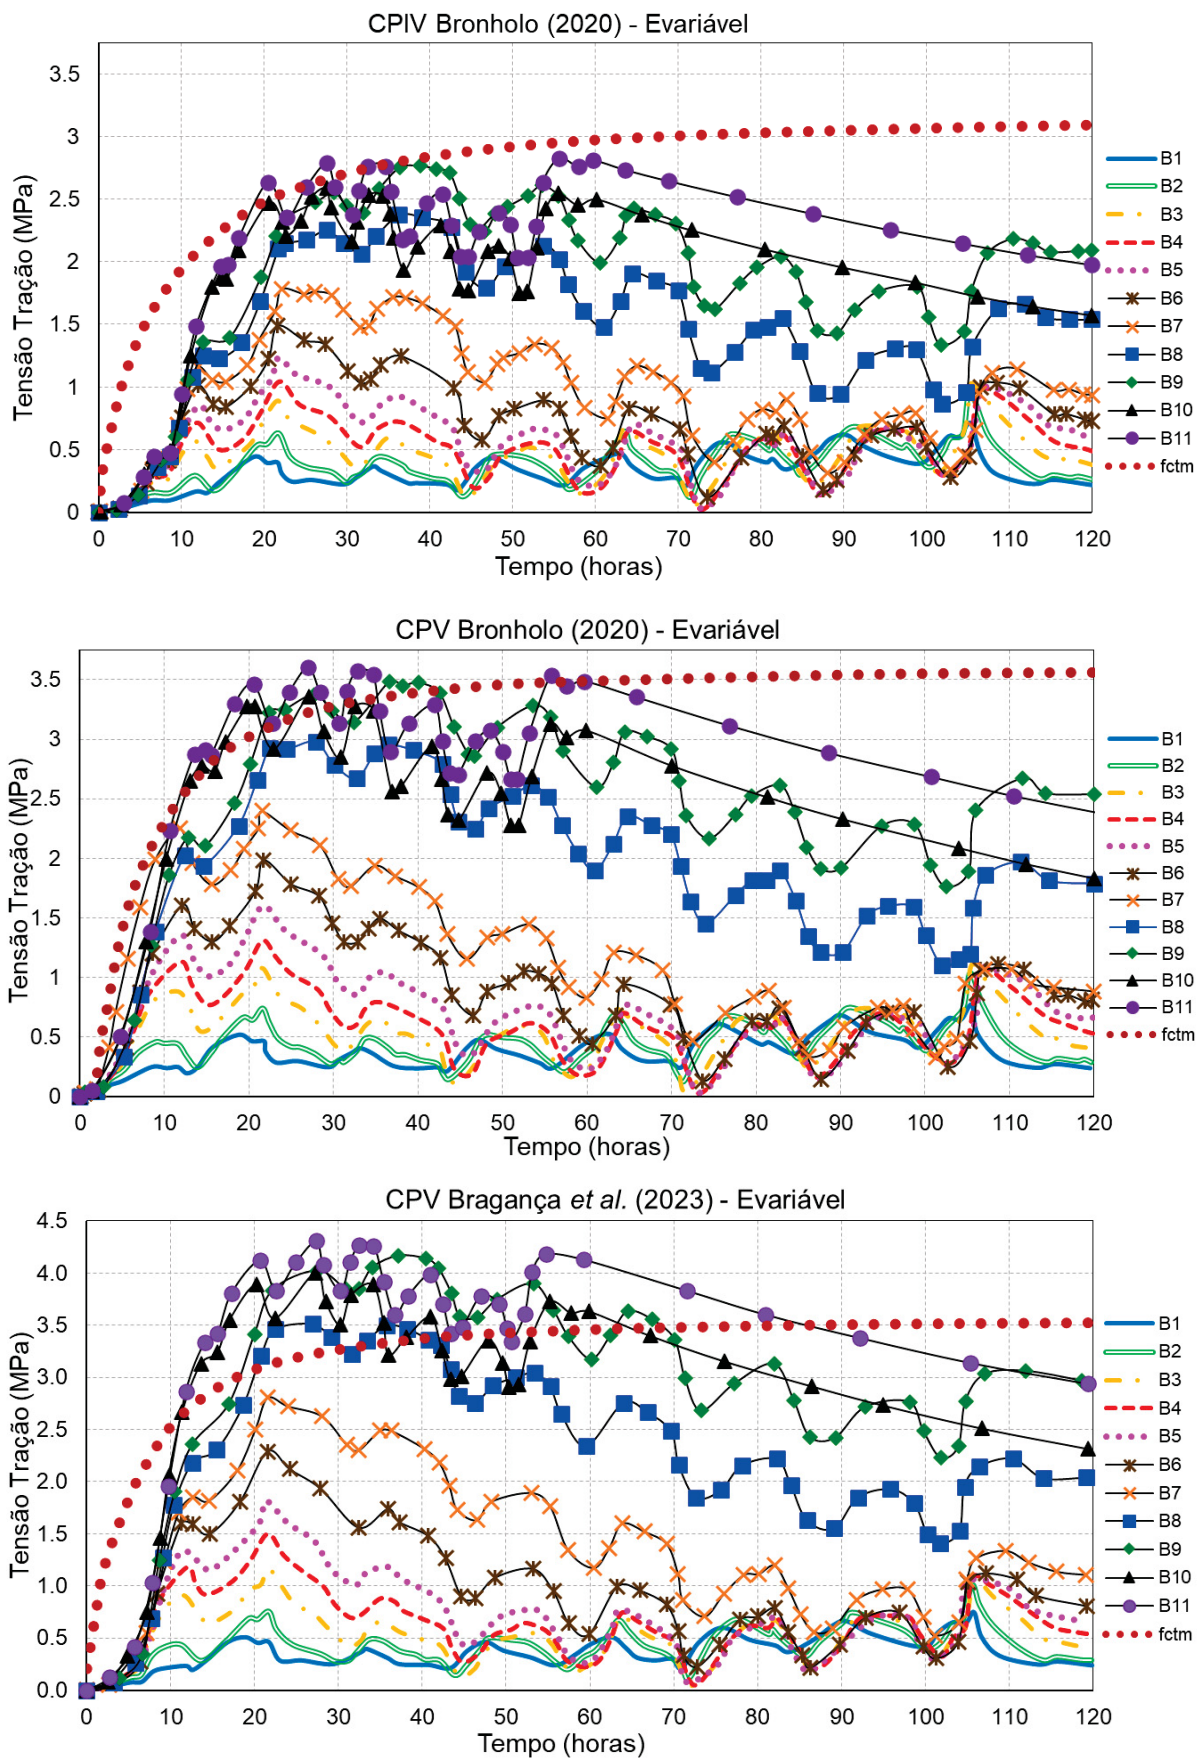 CPIV Bronholo (2020) - Evariável
Tensão Tração (MPa)
3.5
3
2.5
2
1.5
1
0.5
0
0 10 20 30 40 50 60 70 80 90 100 110 120
Tempo (horas)
B1
B2
B3
B4
B5
B6
B7
B8
B9
B10
B11
fctm
CPV Bronholo (2020) - Evariável
Tensão Tração (MPa)
3.5
3
2.5
2
1.5
1
0.5
0
0 10 20 30 40 50 60 70 80 90 100 110 120
Tempo (horas)
B1
B2
B3
B4
B5
B6
B7
B8
B9
B10
B11
fctm
CPV Bragança et al. (2023) - Evariável
Tensão Tração (MPa)
4.5
4.0
3.5
3.0
2.5
2.0
1.5
1.0
0.5
0.0
0 10 20 30 40 50 60 70 80 90 100 110 120
Tempo (horas)
B1
B2
B3
B4
B5
B6
B7
B8
B9
B10
B11
fctm